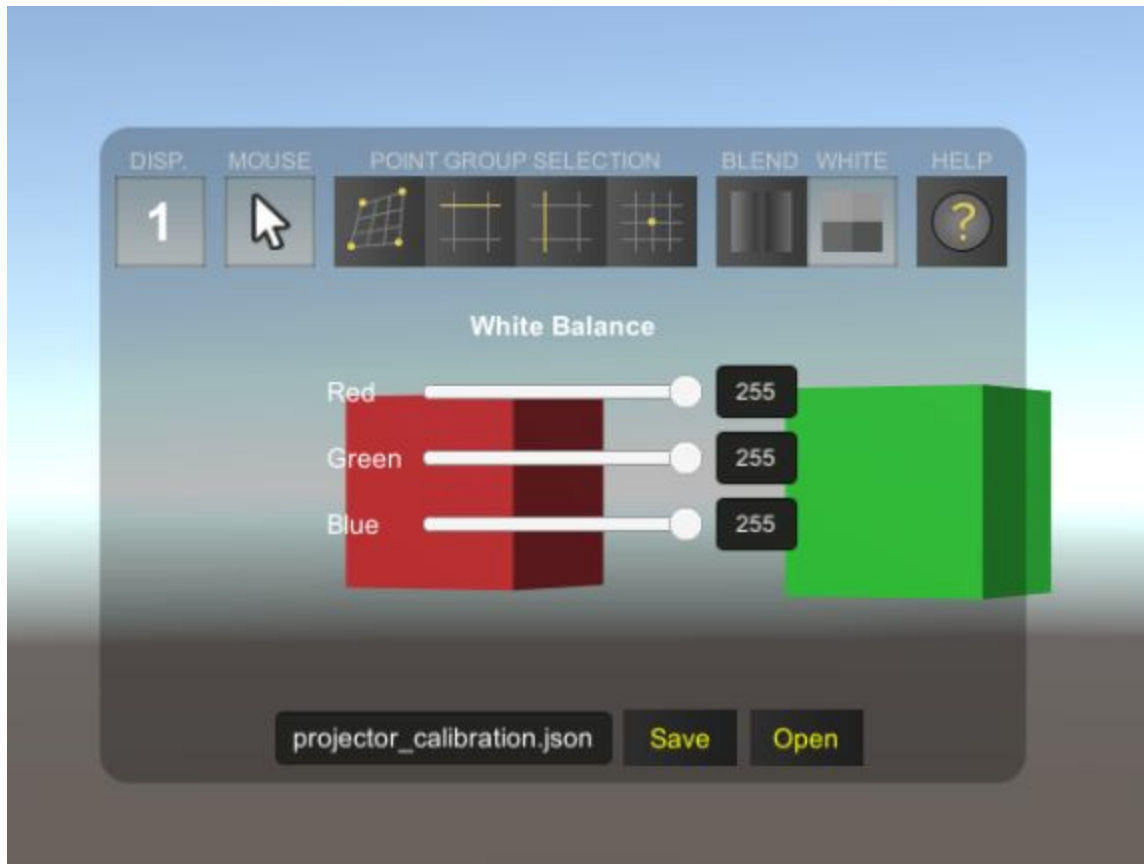 DISP. MOUSE POINT GROUP SELECTION BLEND WHITE HELP
1 ?
White Balance
Red 255
Green 255
Blue 255
projector_calibration.json Save Open